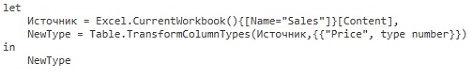 let
    Источник = Excel.CurrentWorkbook(){[Name="Sales"]}[Content],
    NewType = Table.TransformColumnTypes(Источник,{{"Price", type number}})
in
    NewType